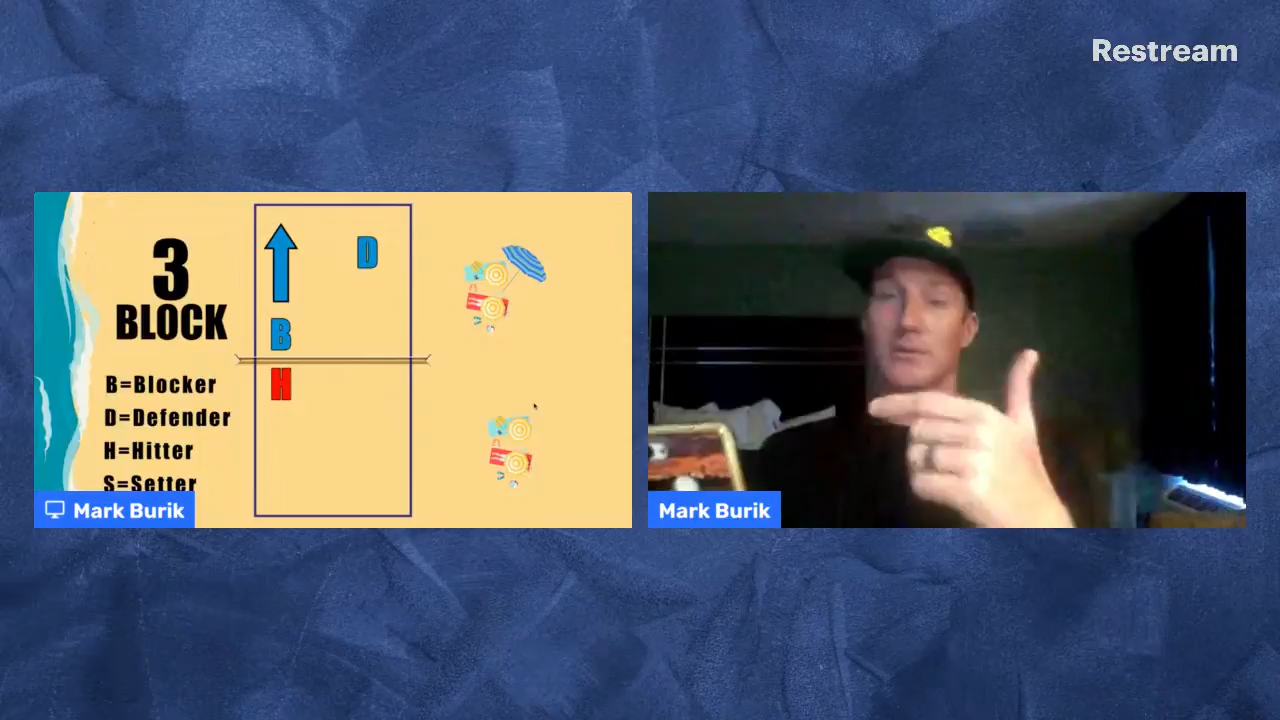 Restream
3
BLOCK
D
B
H
B=Blocker
D=Defender
H=Hitter
S=Setter
Mark Burik
Mark Burik